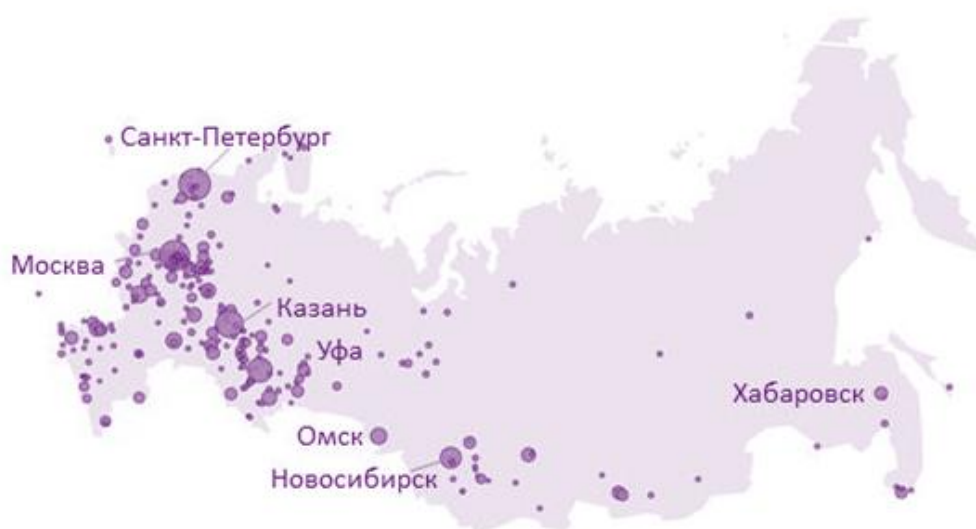 Санкт-Петербург
Москва
Казань
Уфа
Хабаровск
Омск
Новосибирск